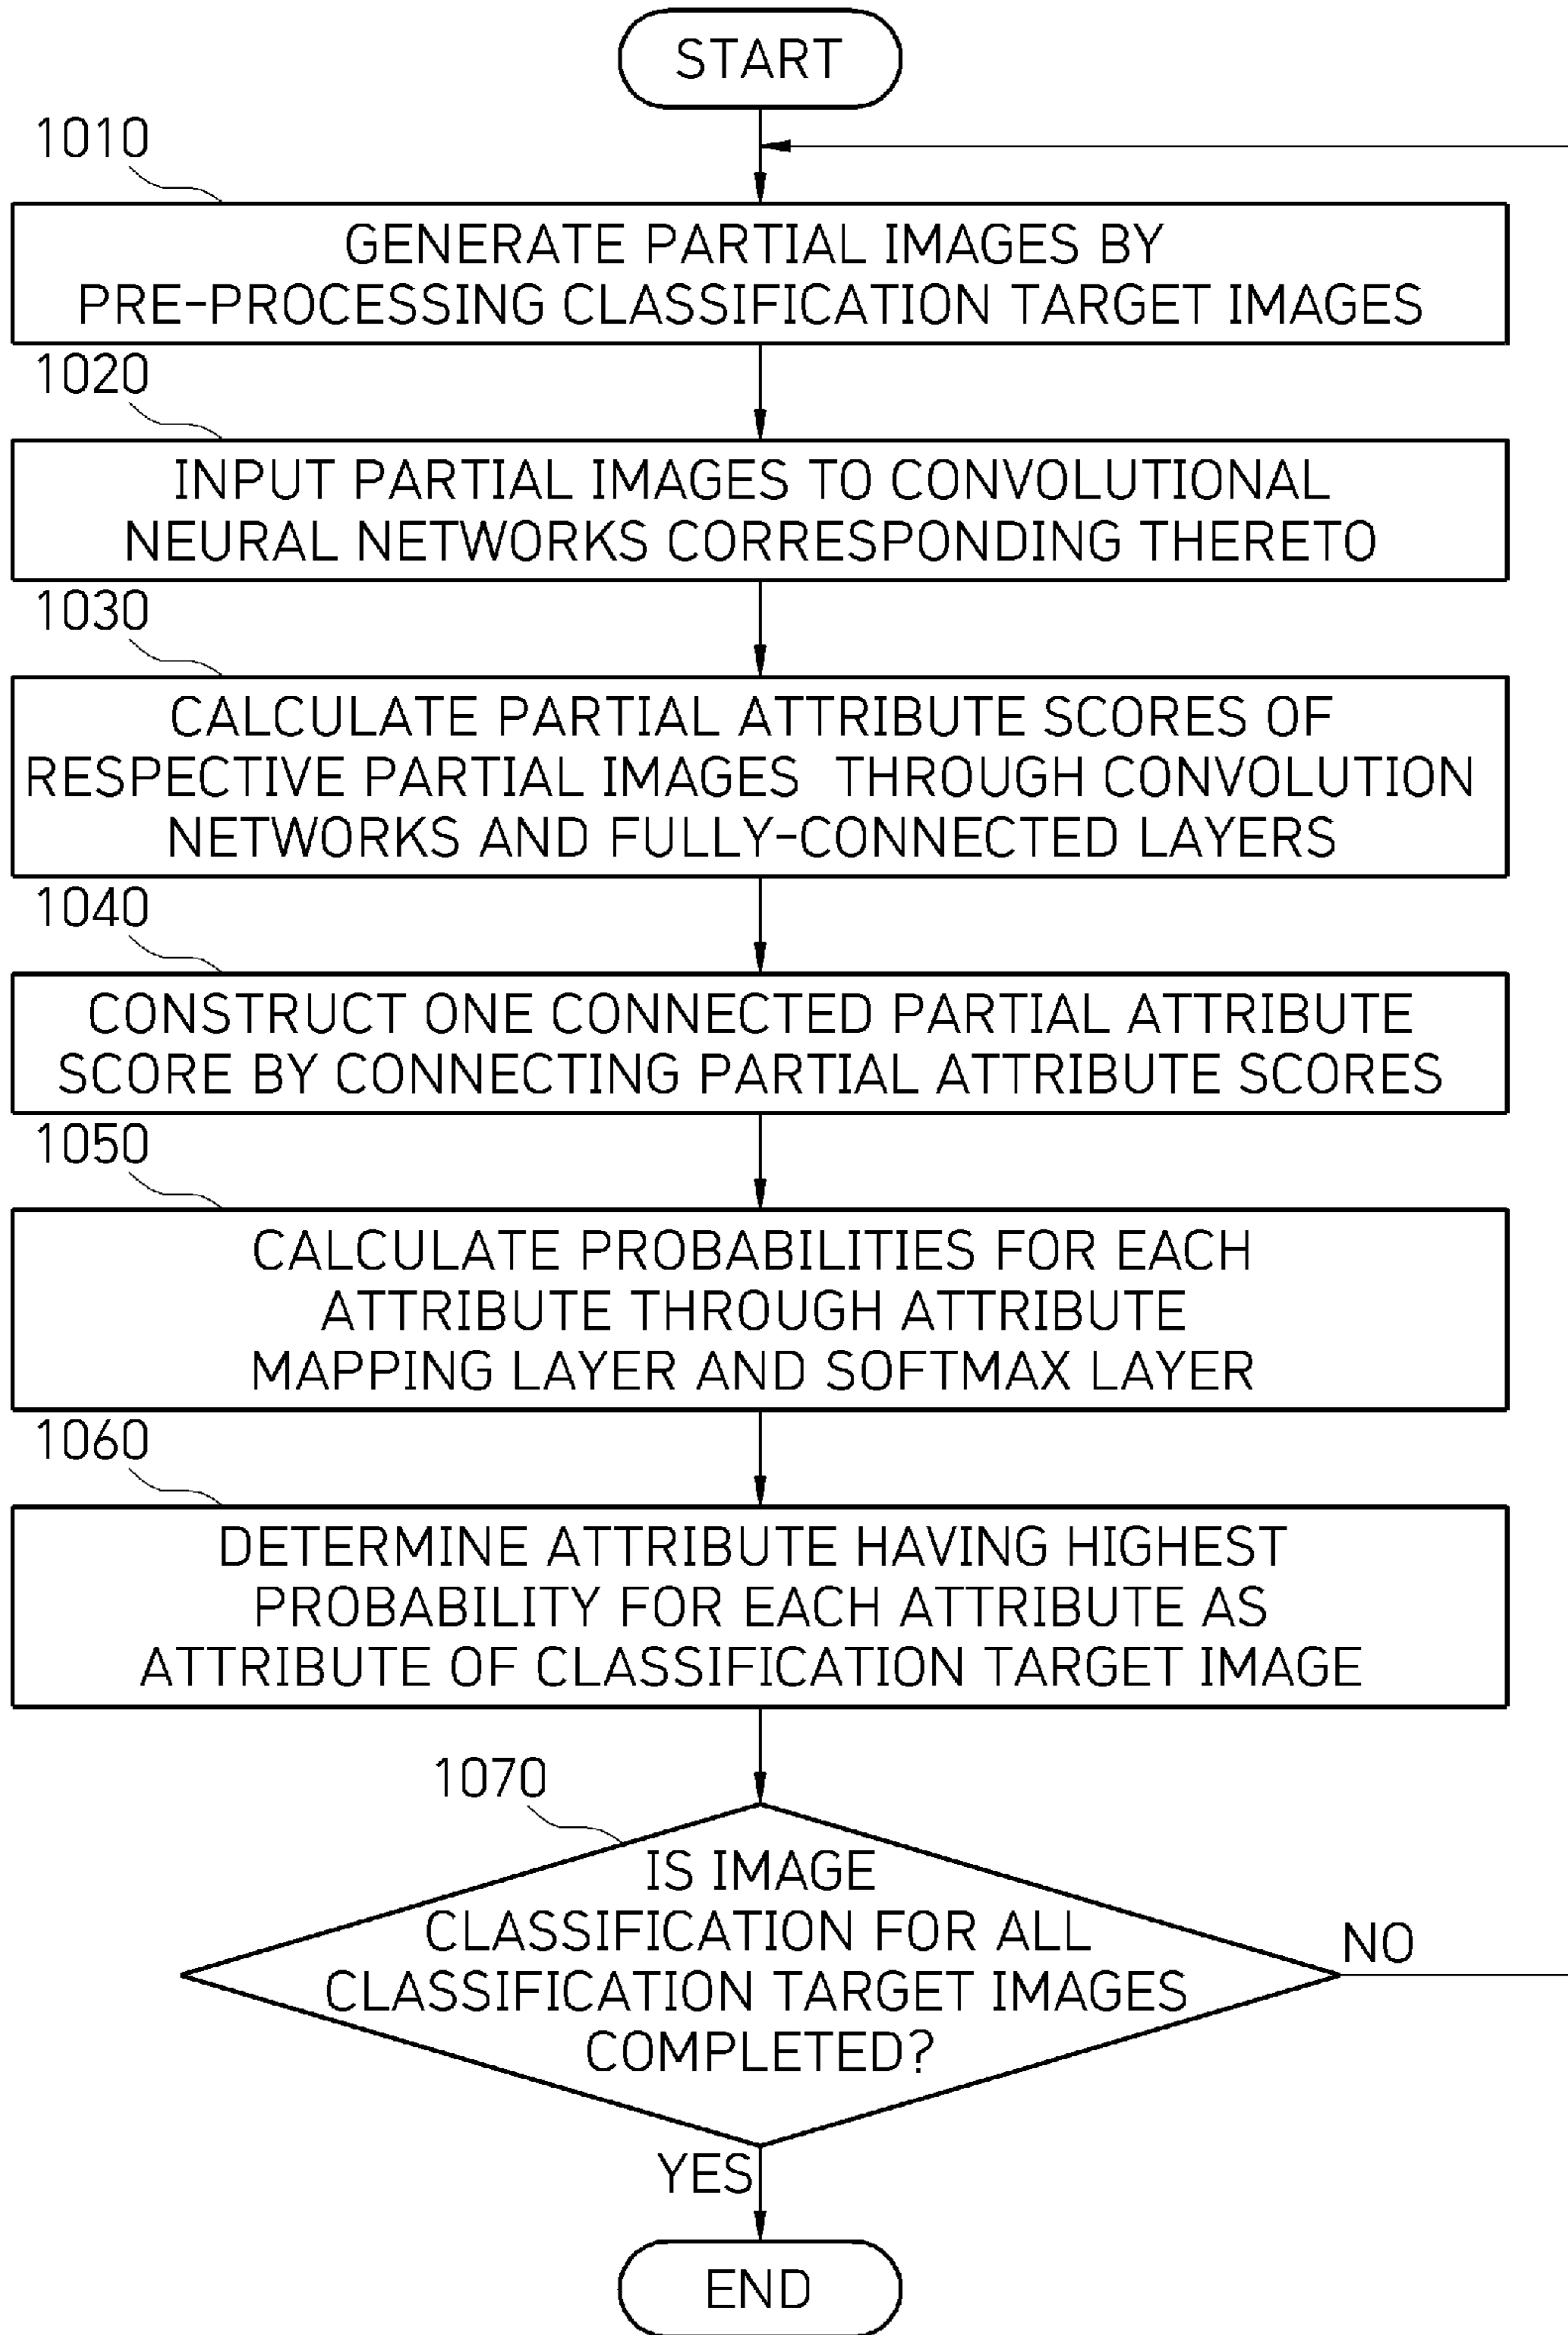 START
1010
GENERATE PARTIAL IMAGES BY
PRE-PROCESSING CLASSIFICATION TARGET IMAGES
1020
INPUT PARTIAL IMAGES TO CONVOLUTIONAL
NEURAL NETWORKS CORRESPONDING THERETO
1030
CALCULATE PARTIAL ATTRIBUTE SCORES OF
RESPECTIVE PARTIAL IMAGES THROUGH CONVOLUTION
NETWORKS AND FULLY-CONNECTED LAYERS
1040
CONSTRUCT ONE CONNECTED PARTIAL ATTRIBUTE
SCORE BY CONNECTING PARTIAL ATTRIBUTE SCORES
1050
CALCULATE PROBABILITIES FOR EACH
ATTRIBUTE THROUGH ATTRIBUTE
MAPPING LAYER AND SOFTMAX LAYER
1060
DETERMINE ATTRIBUTE HAVING HIGHEST
PROBABILITY FOR EACH ATTRIBUTE AS
ATTRIBUTE OF CLASSIFICATION TARGET IMAGE
1070
IS IMAGE
CLASSIFICATION FOR ALL
CLASSIFICATION TARGET IMAGES
COMPLETED?
NO
YES
END